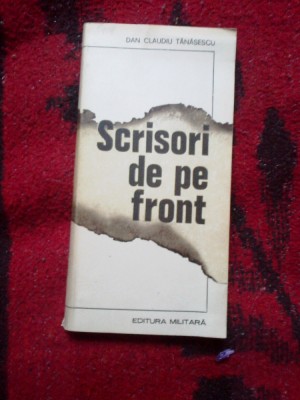 DAN CLAUDIU TĂNĂSESCU
Scrisori
de pe
front
EDITURA MILITARĂ